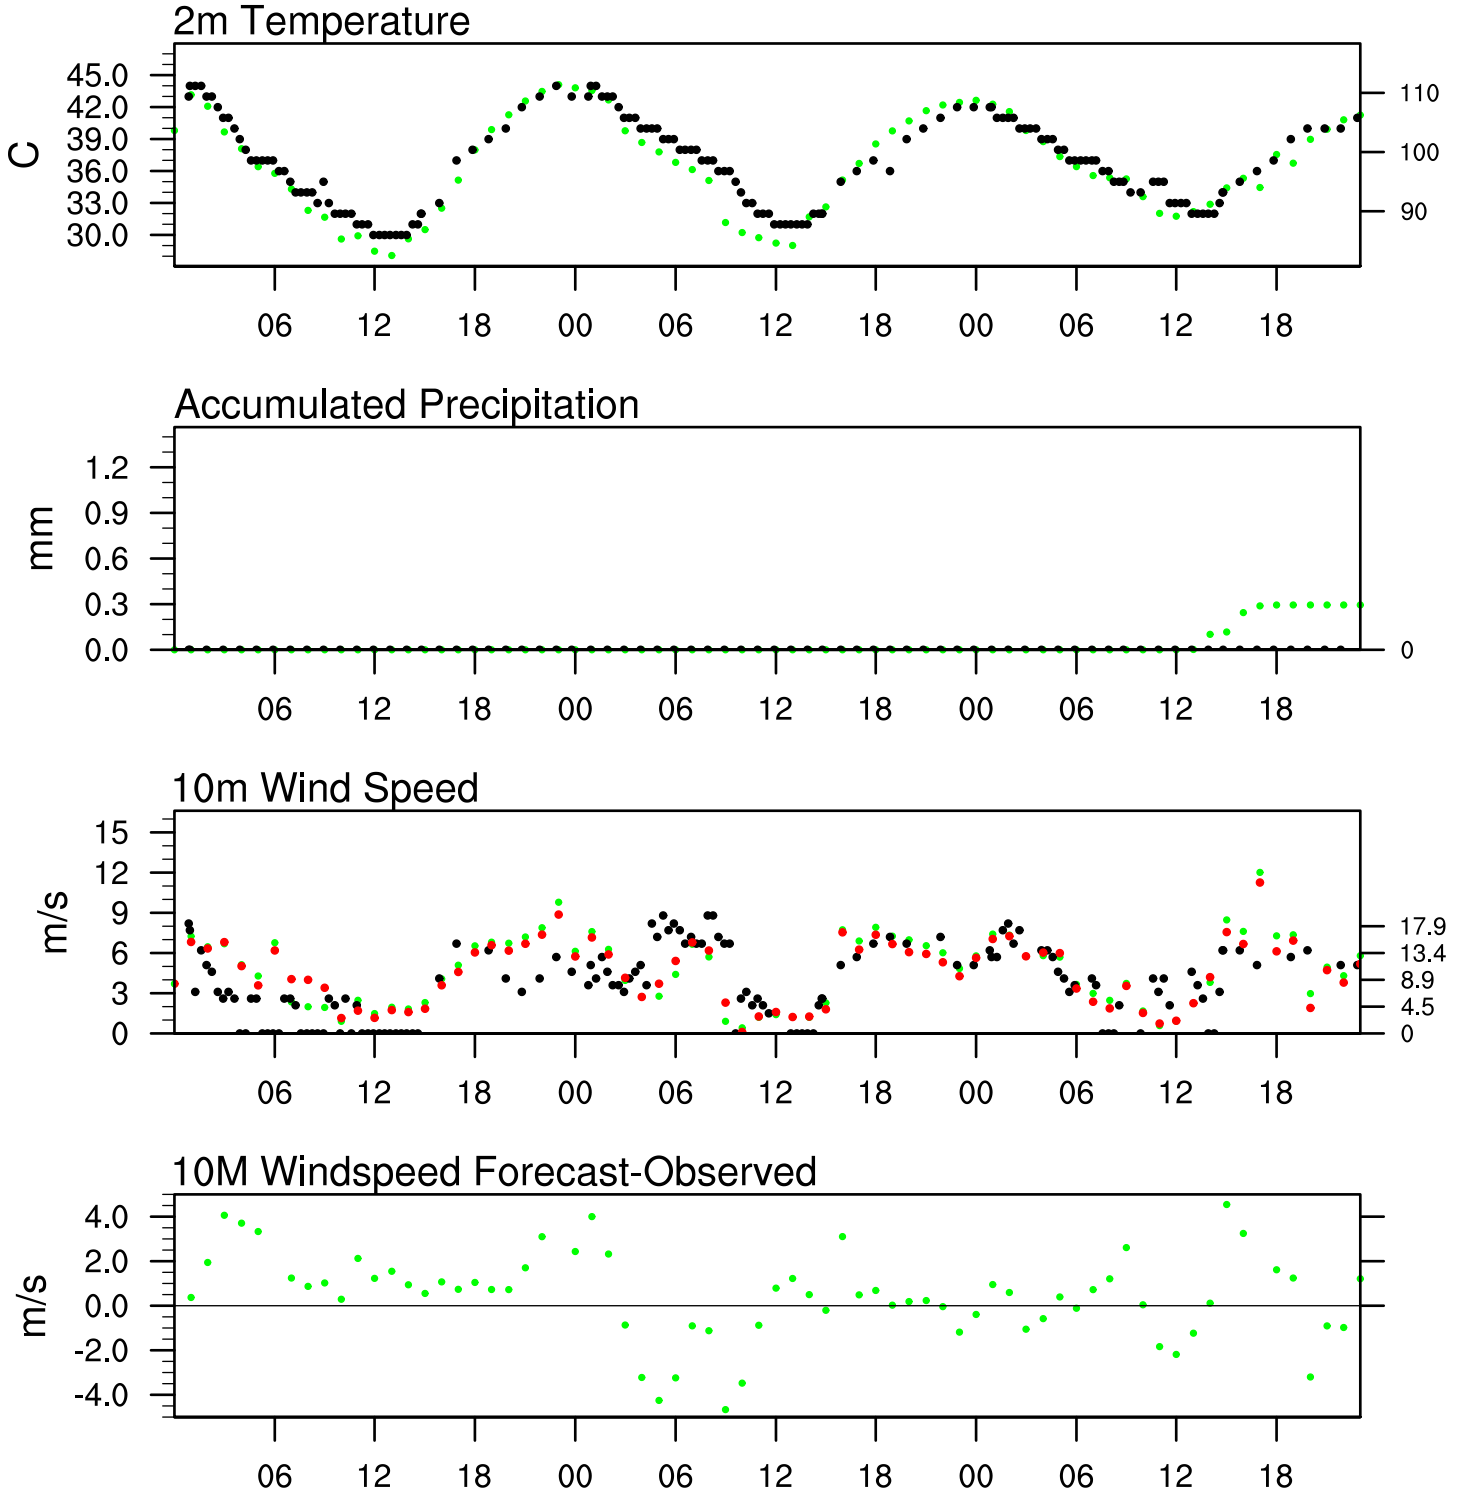 2m Temperature
45.0
42.0
39.0
36.0
33.0
30.0
C
110
100
90
06 12 18 00 06 12 18 00 06 12 18
Accumulated Precipitation
1.2
0.9
0.6
0.3
0.0
mm
0
06 12 18 00 06 12 18 00 06 12 18
10m Wind Speed
15
12
9
6
3
0
m/s
17.9
13.4
8.9
4.5
0
06 12 18 00 06 12 18 00 06 12 18
10M Windspeed Forecast-Observed
4.0
2.0
0.0
-2.0
-4.0
m/s
06 12 18 00 06 12 18 00 06 12 18